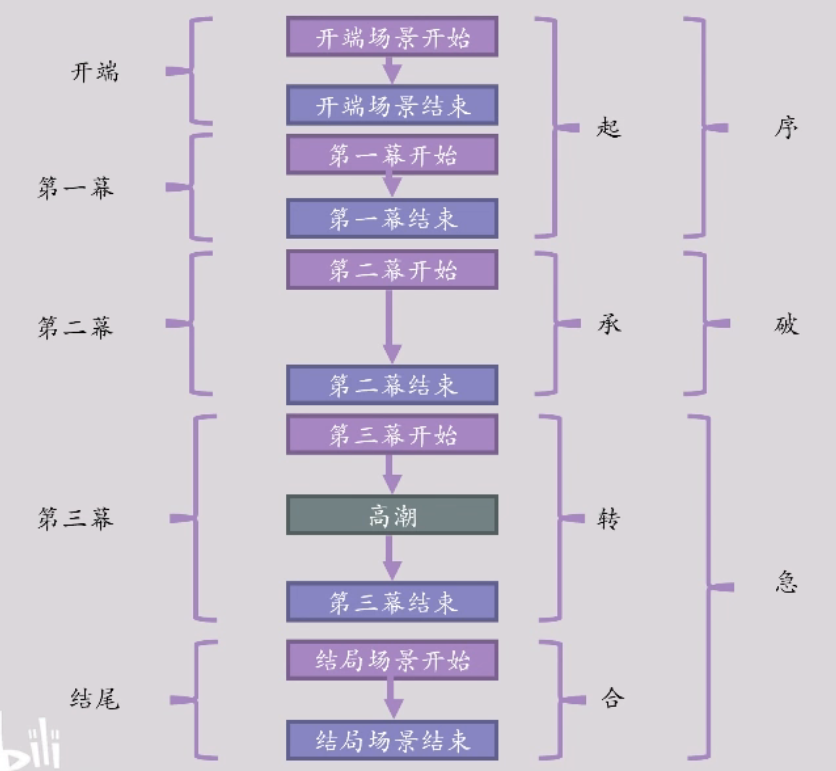 开端场景开始
开端
开端场景结束
起
序
第一幕开始
第一幕
第一幕结束
第二幕开始
第二幕
承
破
第二幕结束
第三幕开始
第三幕
高潮
转
急
第三幕结束
结局场景开始
结尾
合
结局场景结束
bili